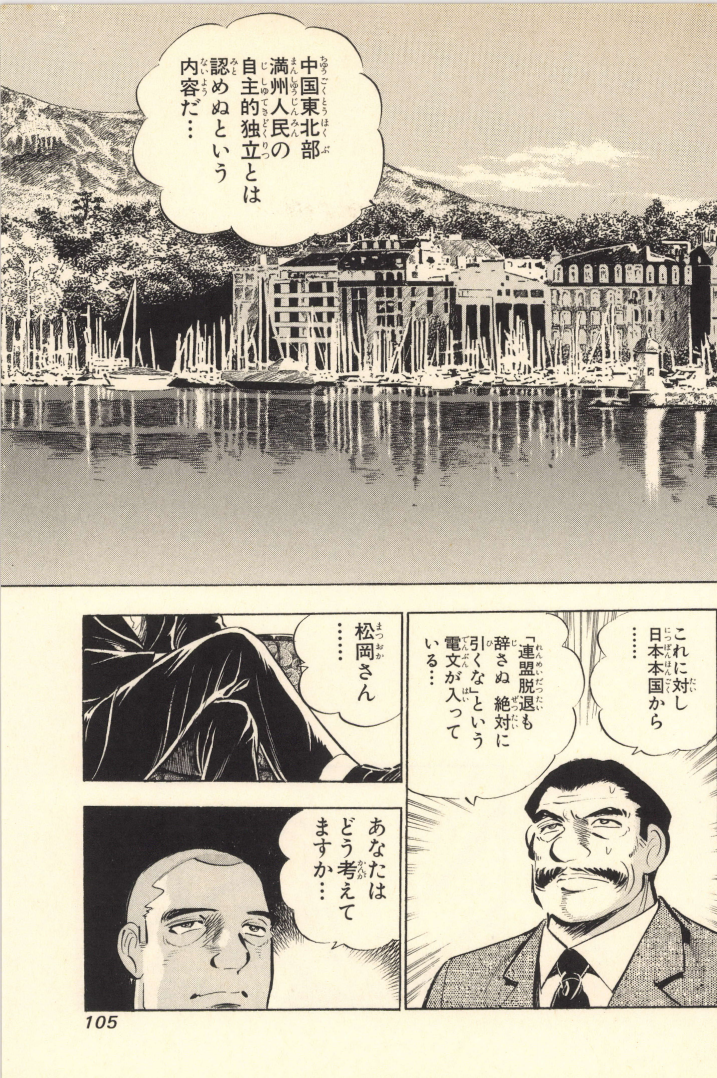 中国東北部
満州人民の
自主的独立とは
認めぬという
内容だ…
これに対し
日本本国から
……
「連盟脱退も
辞さぬ 絶対に
引くな」という
電文が入って
いる…
松岡さん
……
あなたは
どう考えて
ますか…
105